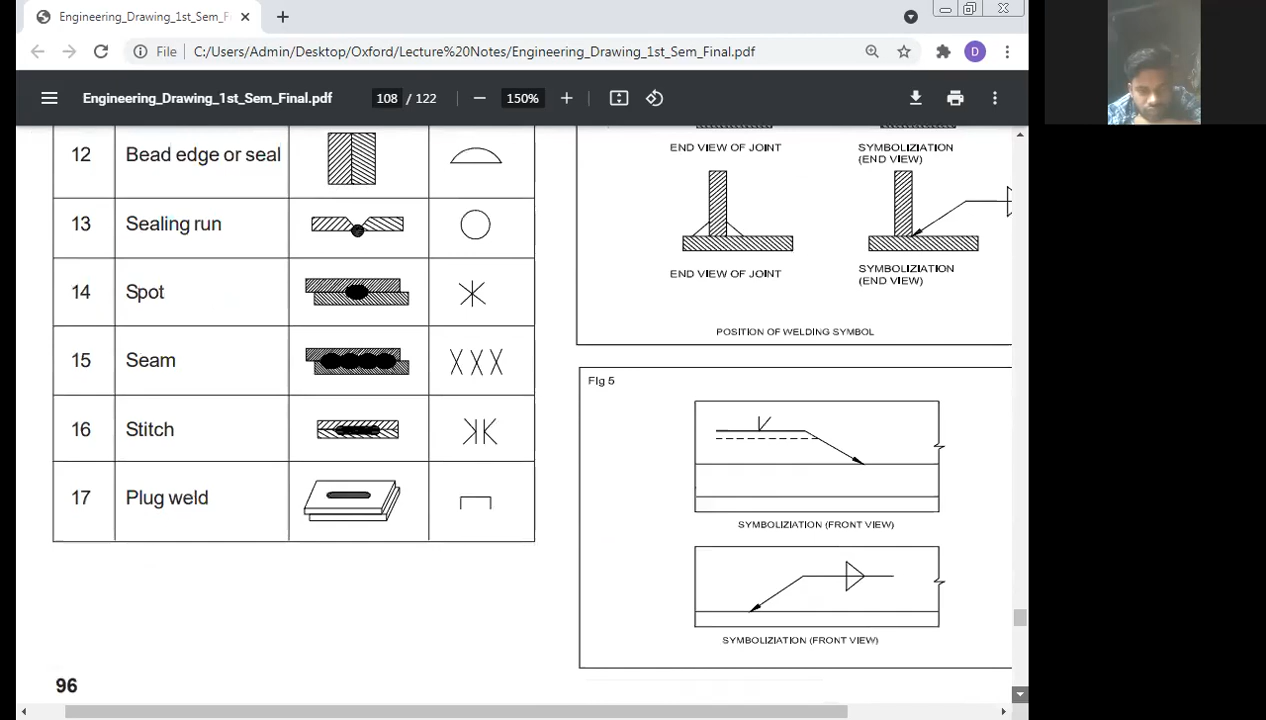 Engineering_Drawing_1st_Sem_F
File C:/Users/Admin/Desktop/Oxford/Lecture%20Notes/Engineering_Drawing_1st_Sem_Final.pdf
D
Engineering_Drawing_1st_Sem_Final.pdf
108 / 122
150%
12 Bead edge or seal
13 Sealing run
14 Spot
15 Seam
16 Stitch
17 Plug weld
96
END VIEW OF JOINT
SYMBOLIZIATION
(END VIEW)
END VIEW OF JOINT
SYMBOLIZIATION
(END VIEW)
POSITION OF WELDING SYMBOL
FIg 5
SYMBOLIZIATION (FRONT VIEW)
SYMBOLIZIATION (FRONT VIEW)